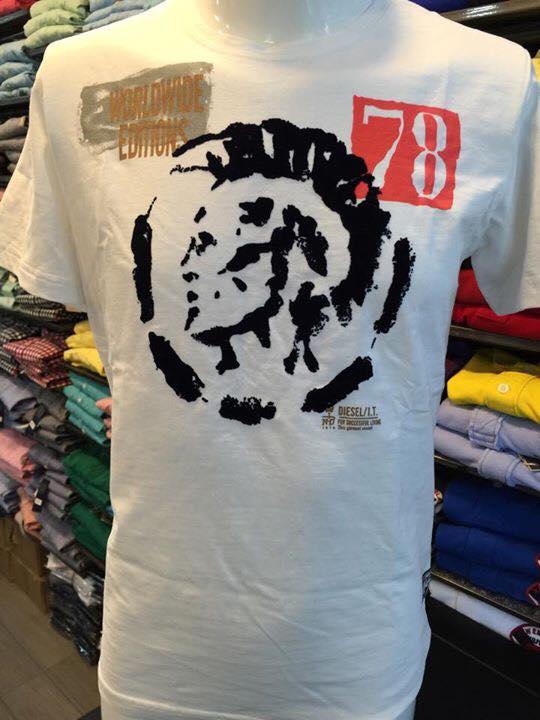 WORLDWIDE
EDITIONS
78
DIESEL/I.T.
FOR SUCCESSFUL LIVING